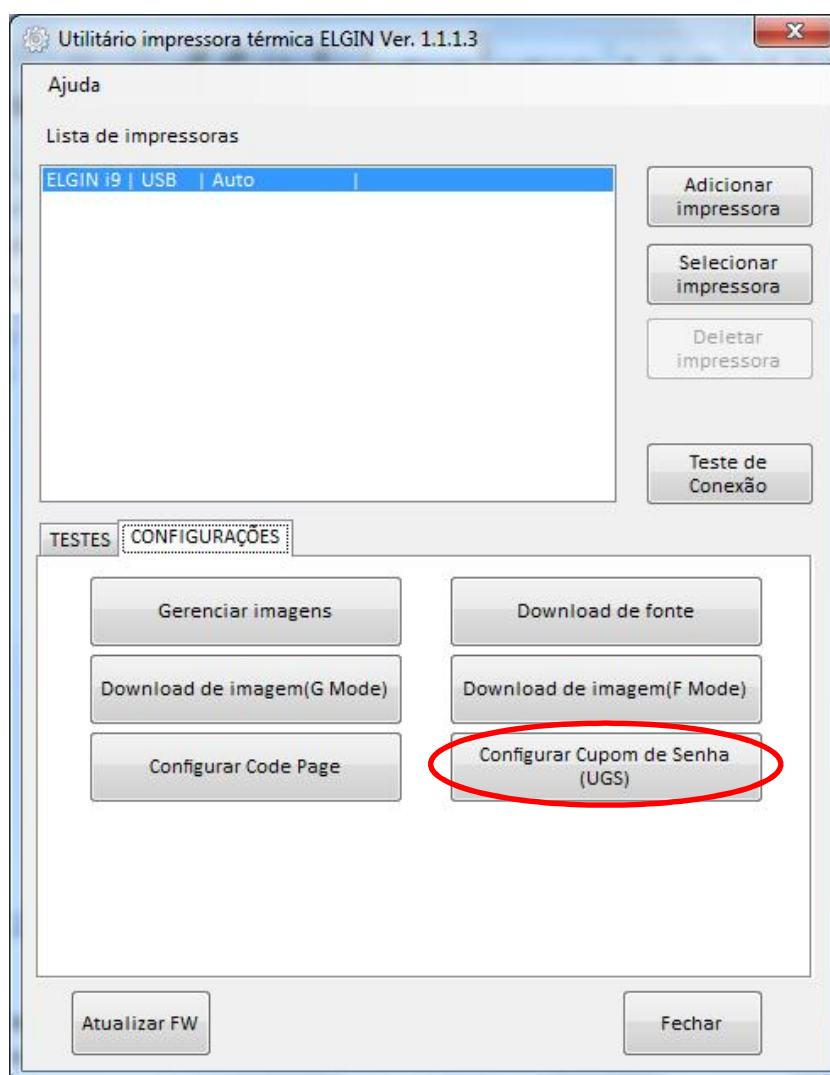 Utilitário impressora térmica ELGIN Ver. 1.1.1.3
Ajuda
Lista de impressoras
ELGIN i9 | USB | Auto |
Adicionar
impressora
Selecionar
impressora
Deletar
impressora
Teste de
Conexão
TESTES CONFIGURAÇÕES
Gerenciar imagens
Download de fonte
Download de imagem(G Mode)
Download de imagem(F Mode)
Configurar Code Page
Configurar Cupom de Senha
(UGS)
Atualizar FW
Fechar